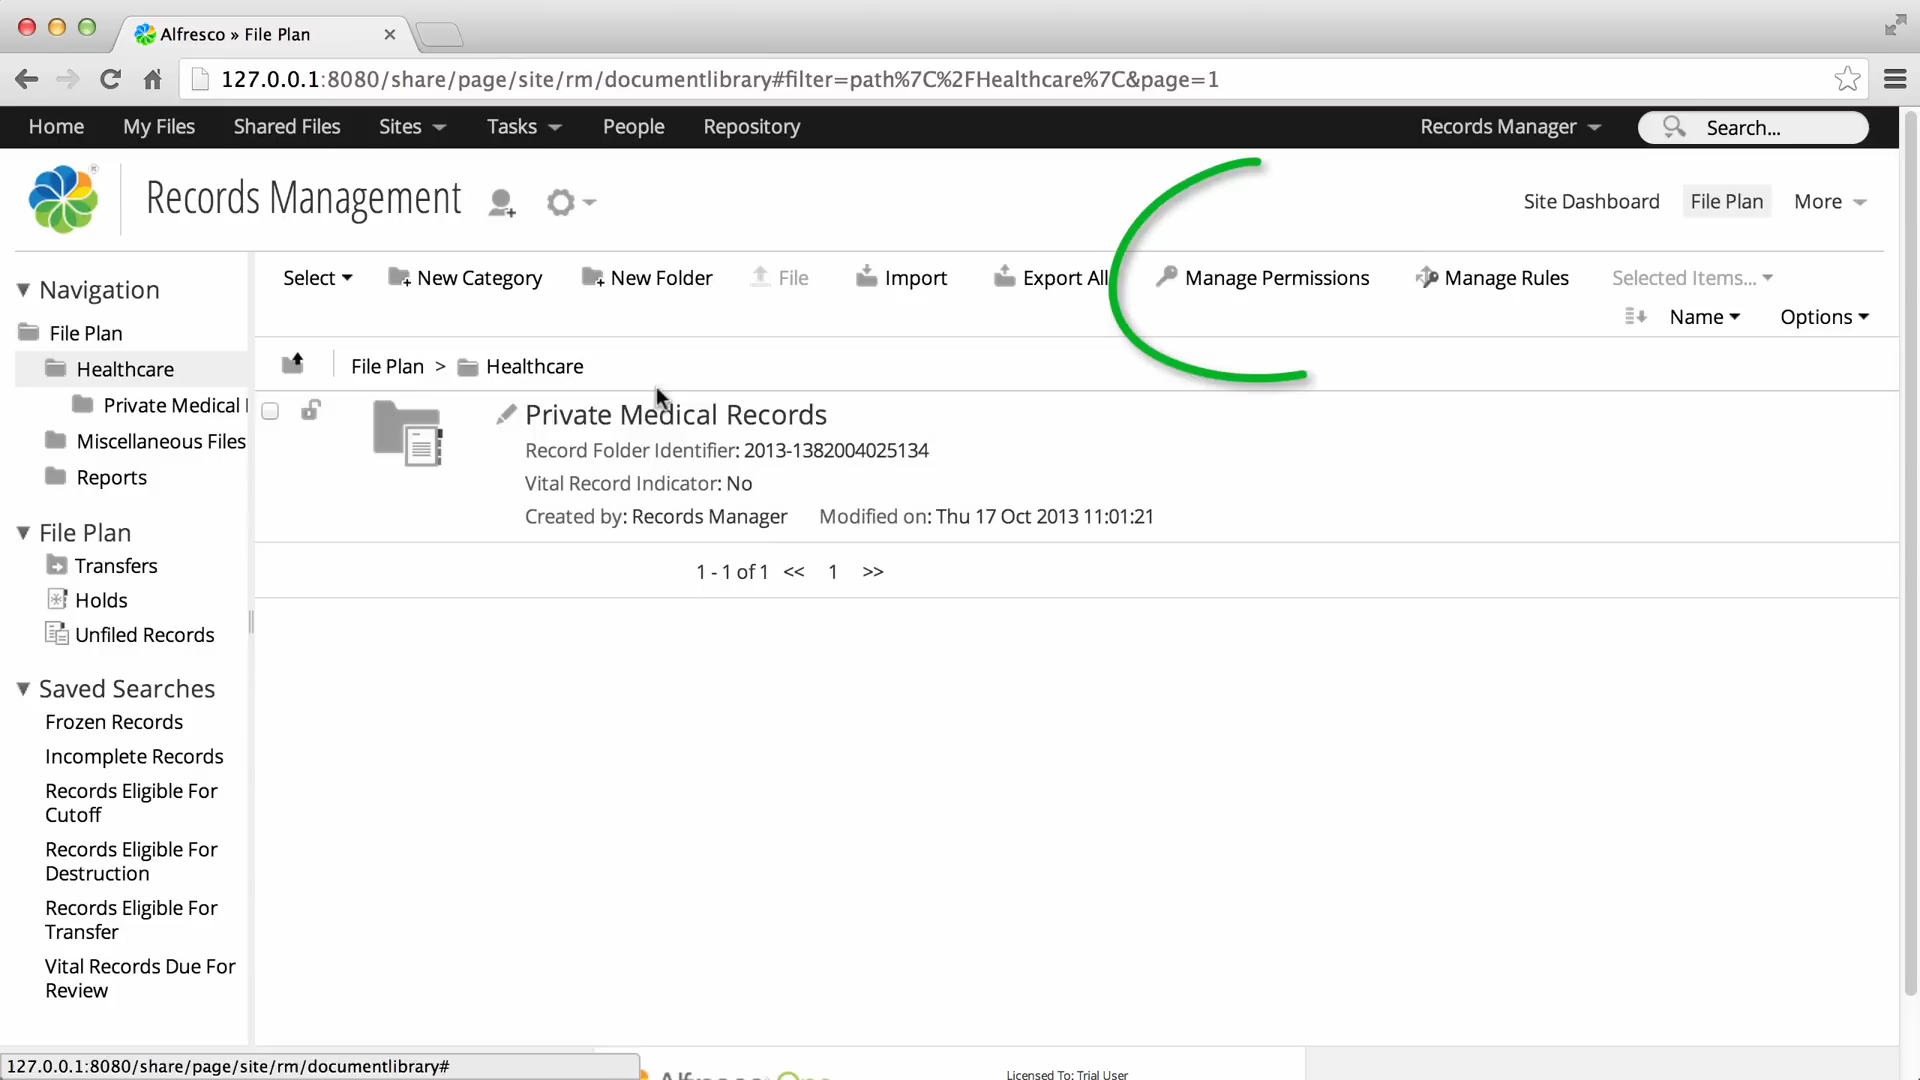 Alfresco » File Plan
127.0.0.1:8080/share/page/site/rm/documentlibrary#filter=path%7C%2FHealthcare%7C&page=1
Home My Files Shared Files Sites Tasks People Repository Records Manager Search...
Records Management Site Dashboard File Plan More
Select New Category New Folder File Import Export All Manage Permissions Manage Rules Selected Items...
Name Options
Navigation
File Plan
Healthcare
Private Medical
Miscellaneous Files
Reports
File Plan
Transfers
Holds
Unfiled Records
Saved Searches
Frozen Records
Incomplete Records
Records Eligible For
Cutoff
Records Eligible For
Destruction
Records Eligible For
Transfer
Vital Records Due For
Review
File Plan > Healthcare
Private Medical Records
Record Folder Identifier: 2013-1382004025134
Vital Record Indicator: No
Created by: Records Manager Modified on: Thu 17 Oct 2013 11:01:21
1 - 1 of 1 << 1 >>
127.0.0.1:8080/share/page/site/rm/documentlibrary#
Licensed To: Trial User